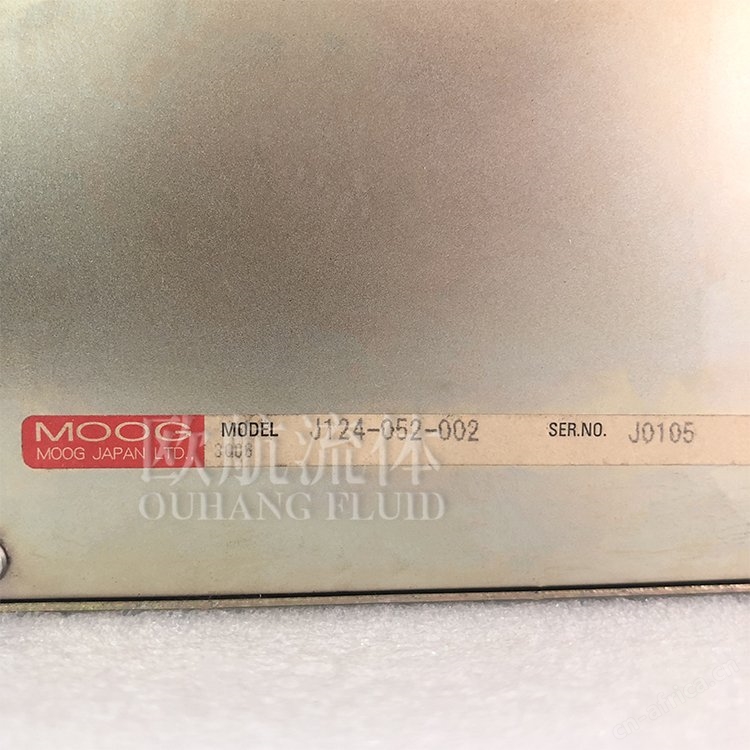 MOOG MODEL J124-052-002 SER.NO. J0105
MOOG JAPAN LTD.,
欧航流体
OUHANG FLUID